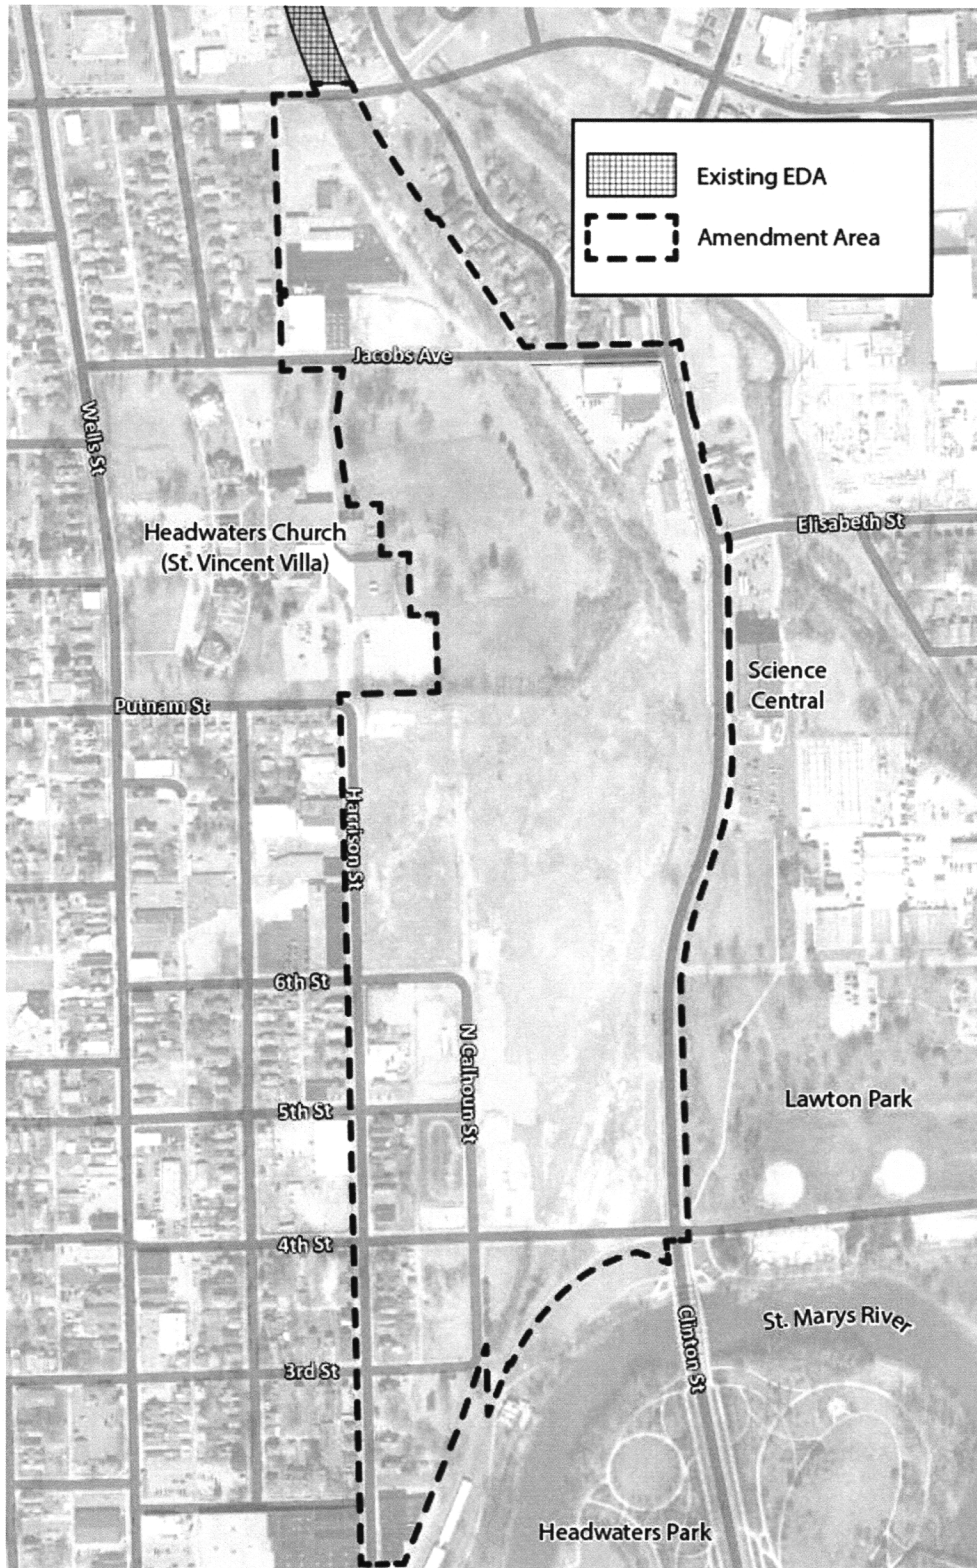 Existing EDA
Amendment Area
Jacobs Ave
Wells St
Elisabeth St
Headwaters Church
(St. Vincent Villa)
Science
Central
Putnam St
Harrison St
6th St
N Calhoun St
5th St
Lawton Park
4th St
St. Marys River
Clinton St
3rd St
Headwaters Park